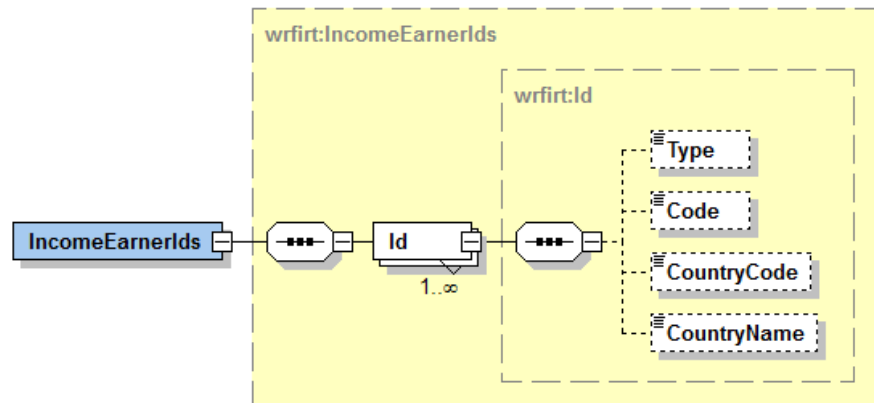 wrfirt:IncomeEarnerIds
wrfirt:Id
Type
Code
IncomeEarnerIds
Id
CountryCode
1..∞
CountryName